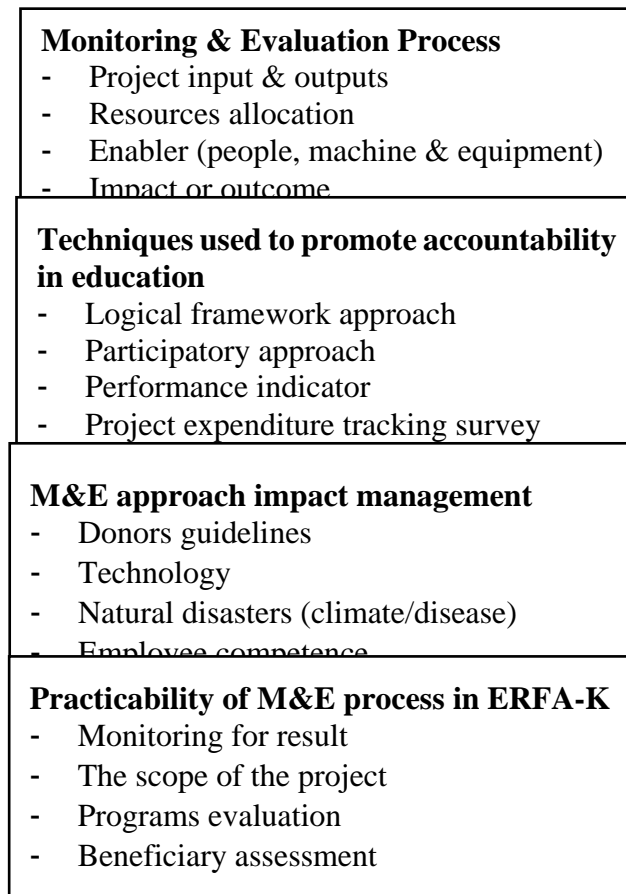 Monitoring & Evaluation Process
- Project input & outputs
- Resources allocation
- Enabler (people, machine & equipment)
- Impact or outcome
Techniques used to promote accountability
in education
- Logical framework approach
- Participatory approach
- Performance indicator
- Project expenditure tracking survey
M&E approach impact management
- Donors guidelines
- Technology
- Natural disasters (climate/disease)
- Employee competence
Practicability of M&E process in ERFA-K
- Monitoring for result
- The scope of the project
- Programs evaluation
- Beneficiary assessment